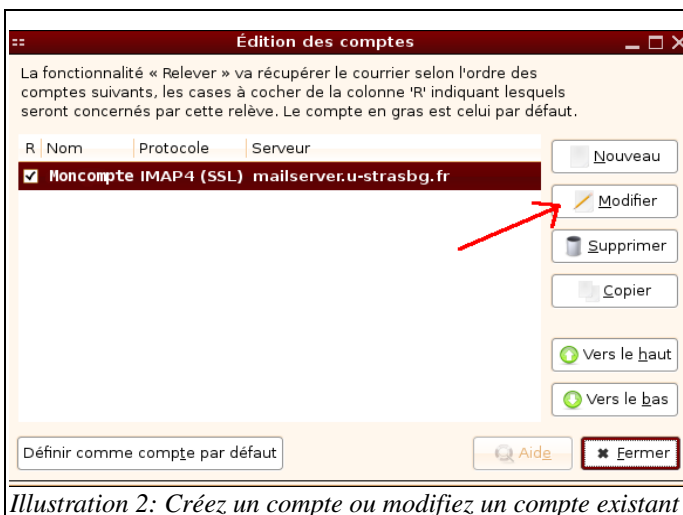 Édition des comptes
La fonctionnalité « Relever » va récupérer le courrier selon l'ordre des
comptes suivants, les cases à cocher de la colonne 'R' indiquant lesquels
seront concernés par cette relève. Le compte en gras est celui par défaut.
R Nom Protocole Serveur
Moncompte IMAP4 (SSL) mailserver.u-strasbg.fr
Nouveau
Modifier
Supprimer
Copier
Vers le haut
Vers le bas
Définir comme compte par défaut
Aide
Fermer
Illustration 2: Créez un compte ou modifiez un compte existant